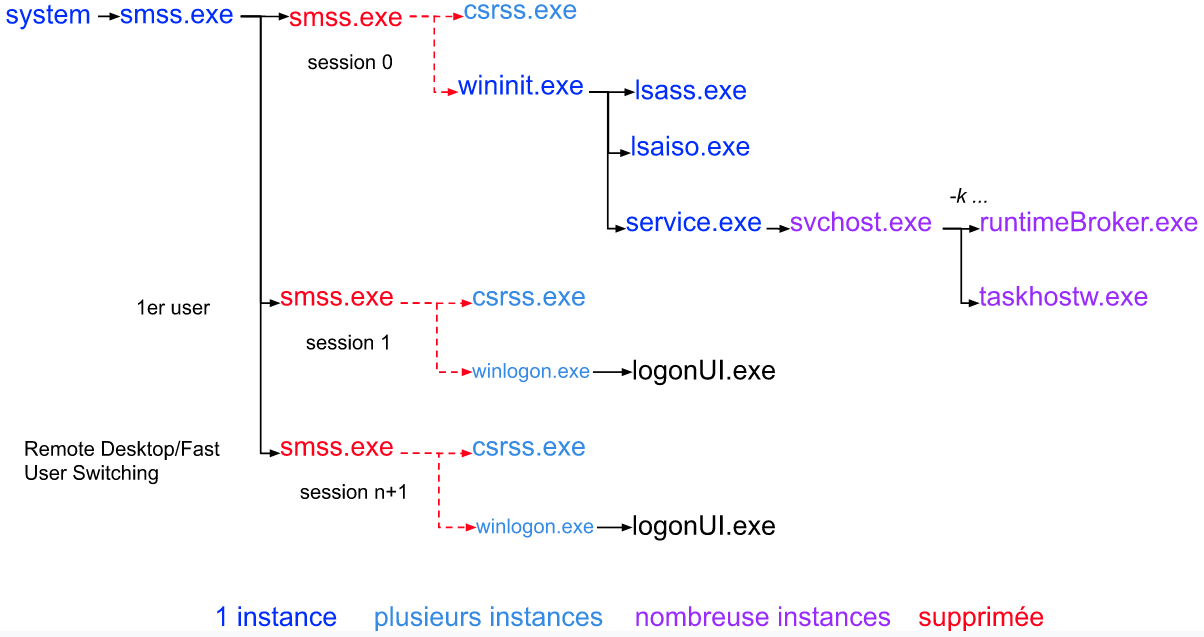 system
smss.exe
smss.exe
csrss.exe
session 0
wininit.exe
lsass.exe
lsaiso.exe
-k ...
service.exe
svchost.exe
runtimeBroker.exe
taskhostw.exe
1er user
smss.exe
csrss.exe
session 1
winlogon.exe
logonUI.exe
Remote Desktop/Fast
User Switching
smss.exe
csrss.exe
session n+1
winlogon.exe
logonUI.exe
1 instance
plusieurs instances
nombreuse instances
supprimée